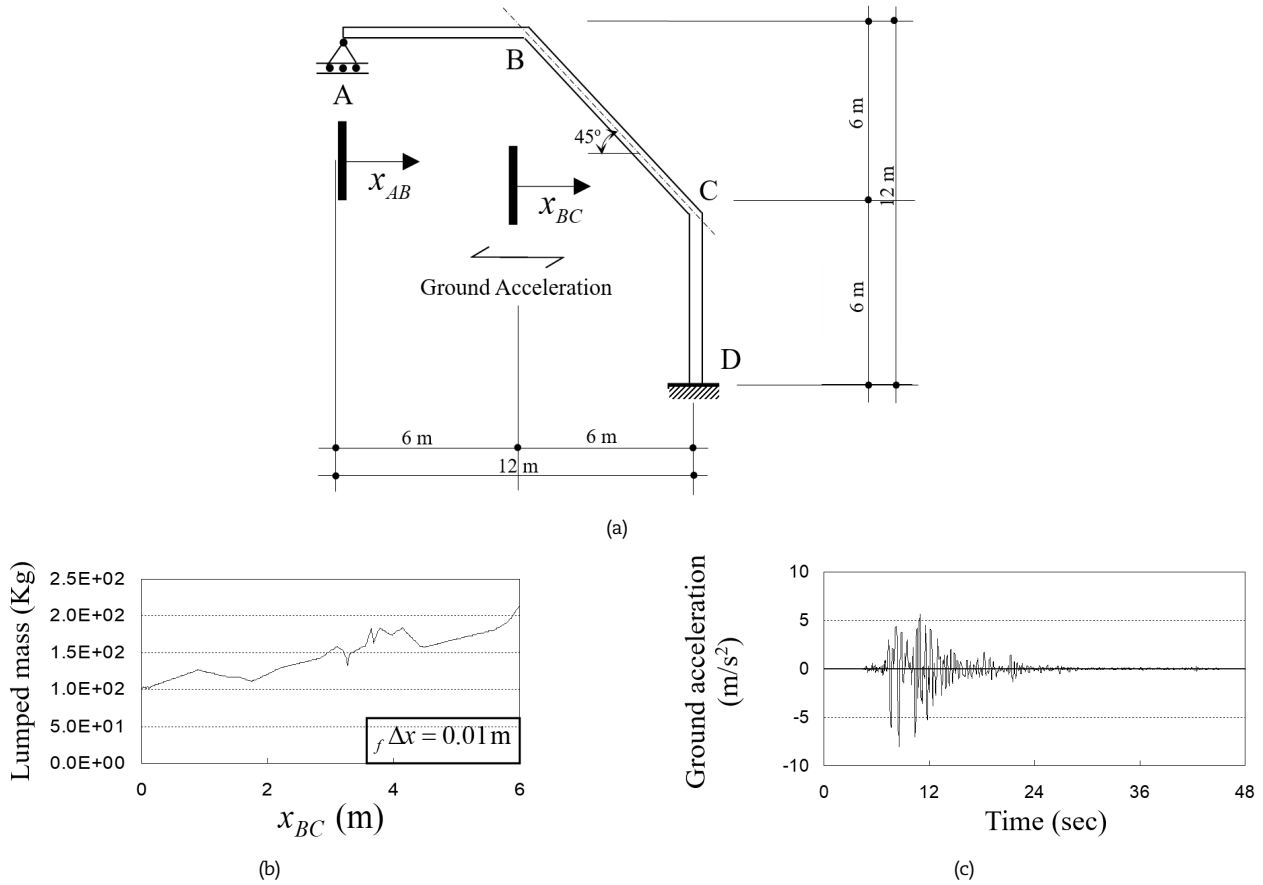 A
B
45º
C
D
x_AB
x_BC
Ground Acceleration
6 m
6 m
12 m
6 m
6 m
12 m
(a)
Lumped mass (Kg)
2.5E+02
2.0E+02
1.5E+02
1.0E+02
5.0E+01
0.0E+00
f Δx = 0.01 m
0 2 4 6
x_BC (m)
(b)
Ground acceleration
(m/s²)
10
5
0
-5
-10
0 12 24 36 48
Time (sec)
(c)